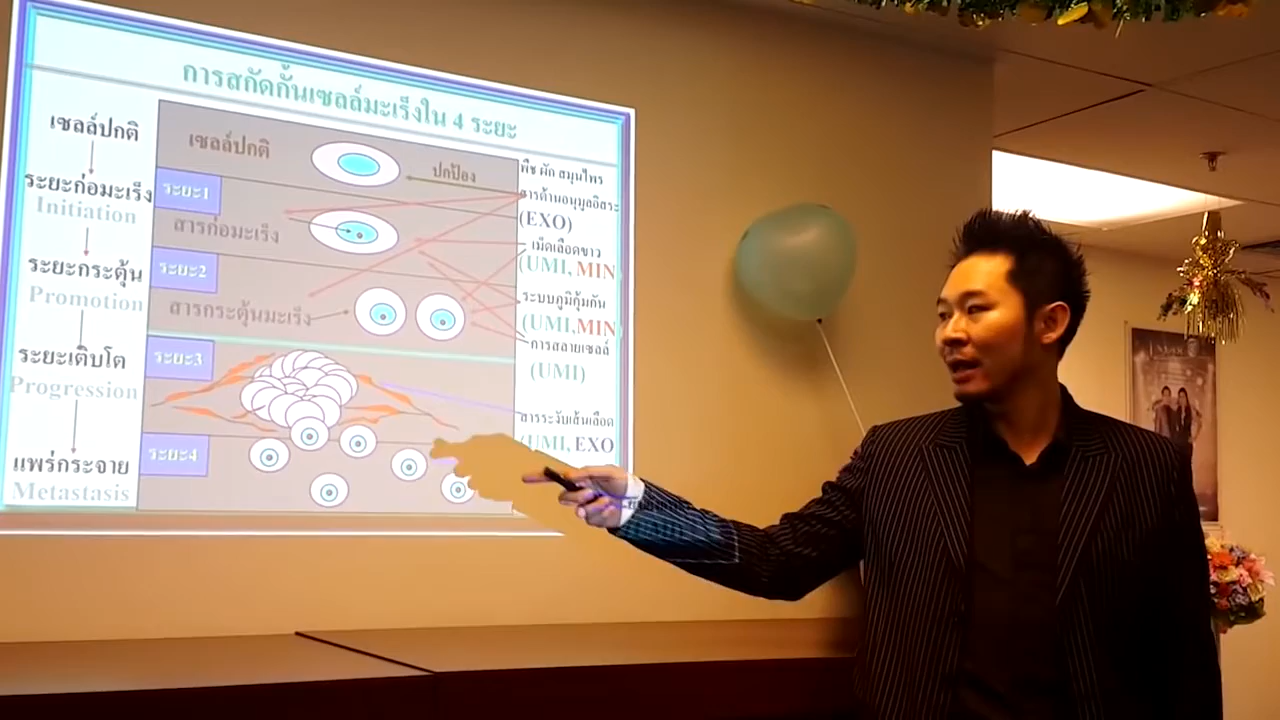 การสกัดกั้นเซลล์มะเร็งใน 4 ระยะ
เซลล์ปกติ
ระยะก่อมะเร็ง
Initiation
ระยะกระตุ้น
Promotion
ระยะเติบโต
Progression
แพร่กระจาย
Metastasis
เซลล์ปกติ
ปกป้อง
ระยะ1
สารก่อมะเร็ง
ระยะ2
สารกระตุ้นมะเร็ง
ระยะ3
ระยะ4
พืช ผัก สมุนไพร
สารต้านอนุมูลอิสระ
(EXO)
เม็ดเลือดขาว
(UMI, MIN
ระบบภูมิคุ้มกัน
(UMI,MIN)
การสลายเซลล์
(UMI)
สารระงับเส้นเลือด
(UMI, EXO